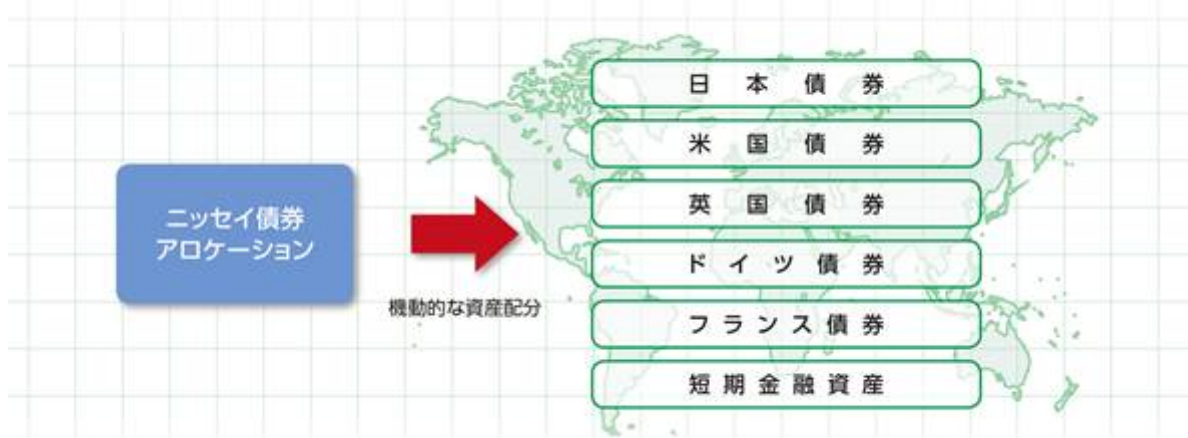 ニッセイ債券
アロケーション
機動的な資産配分
日本債券
米国債券
英国債券
ドイツ債券
フランス債券
短期金融資産